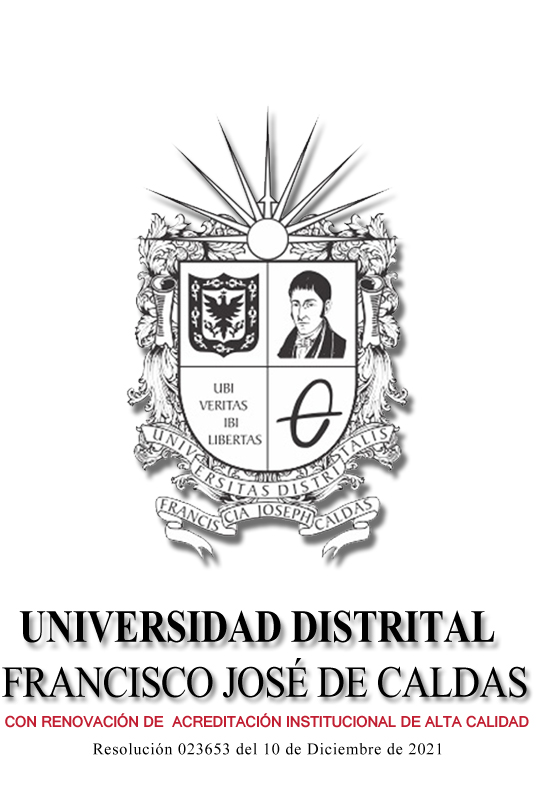 UBI
VERITAS
IBI
LIBERTAS
UNIVERSITAS DISTRITALIS
FRANCISCIA JOSEPH CALDAS
UNIVERSIDAD DISTRITAL
FRANCISCO JOSÉ DE CALDAS
CON RENOVACIÓN DE ACREDITACIÓN INSTITUCIONAL DE ALTA CALIDAD
Resolución 023653 del 10 de Diciembre de 2021